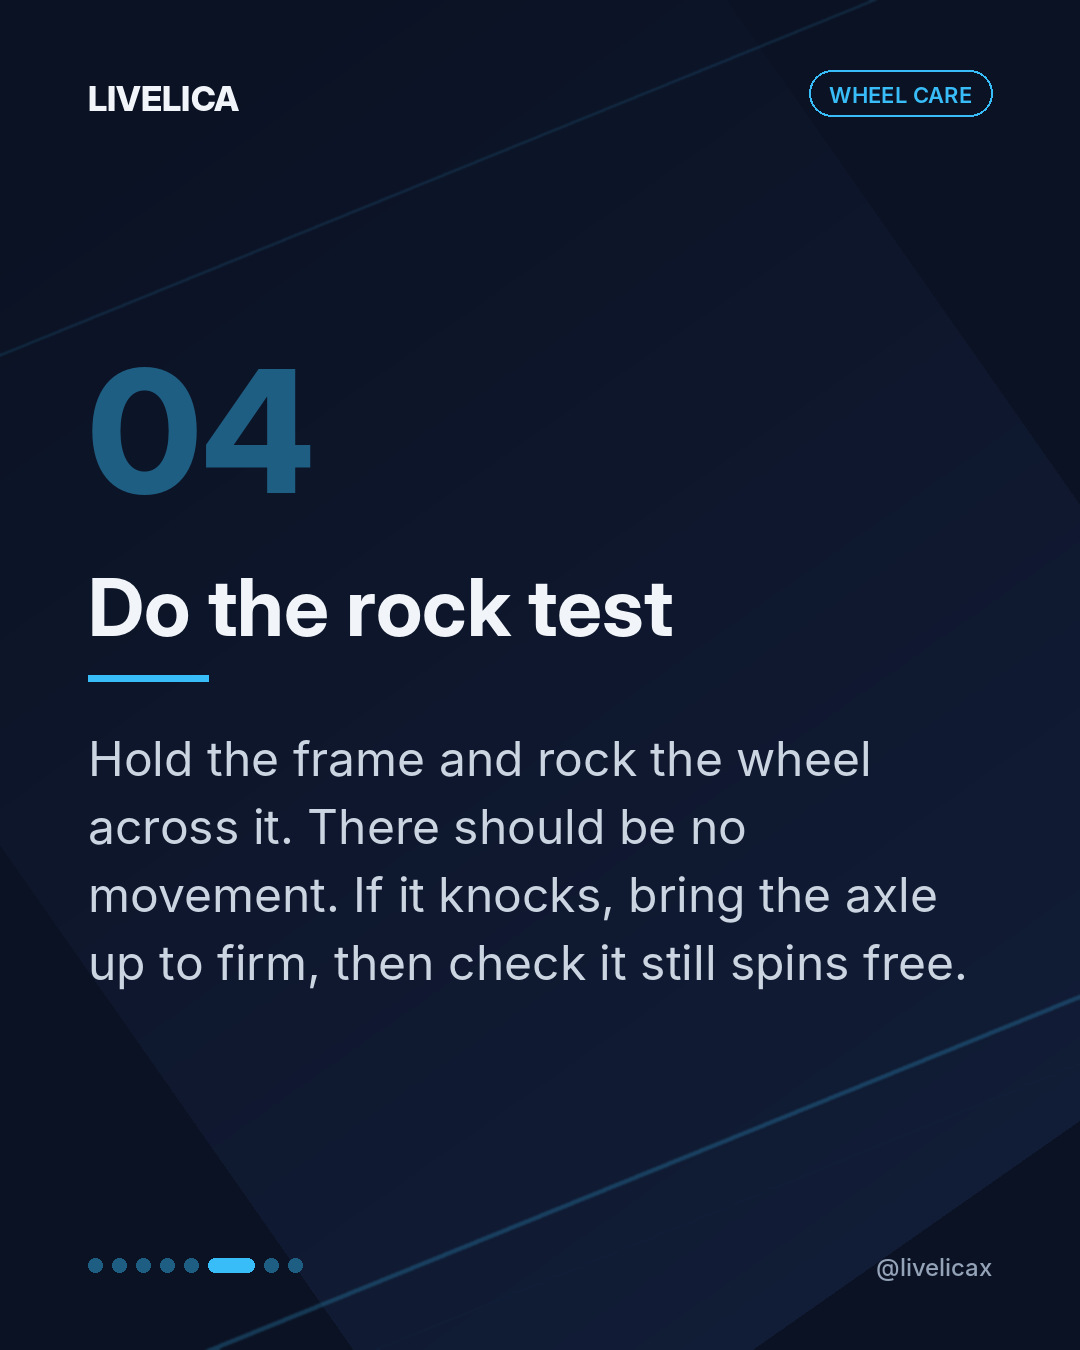 LIVELICA
WHEEL CARE
04
Do the rock test
Hold the frame and rock the wheel
across it. There should be no
movement. If it knocks, bring the axle
up to firm, then check it still spins free.
@livelicax